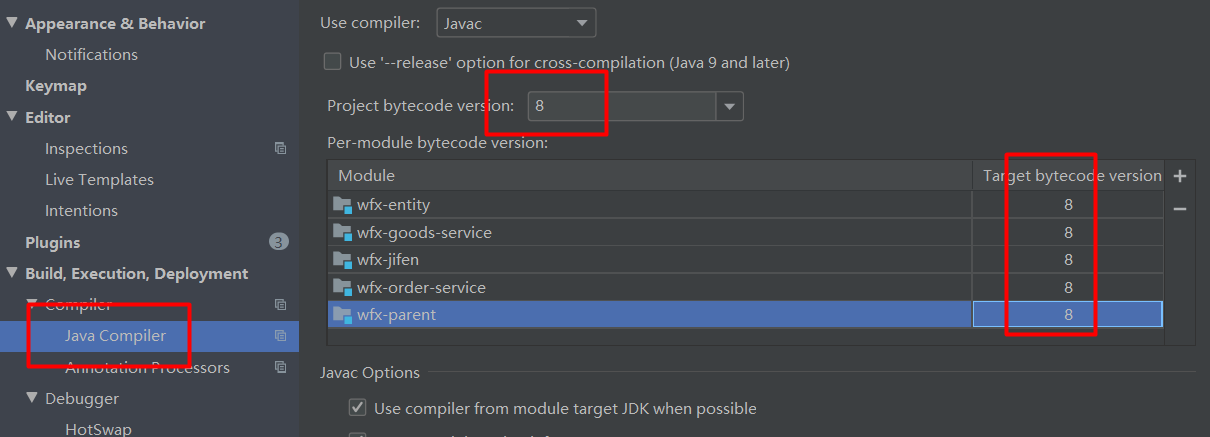 Appearance & Behavior
Notifications
Keymap
Editor
Inspections
Live Templates
Intentions
Plugins
3
Build, Execution, Deployment
Compiler
Java Compiler
Annotation Processors
Debugger
HotSwap
Use compiler: Javac
Use '--release' option for cross-compilation (Java 9 and later)
Project bytecode version: 8
Per-module bytecode version:
Module Target bytecode version
wfx-entity 8
wfx-goods-service 8
wfx-jifen 8
wfx-order-service 8
wfx-parent 8
Javac Options
Use compiler from module target JDK when possible